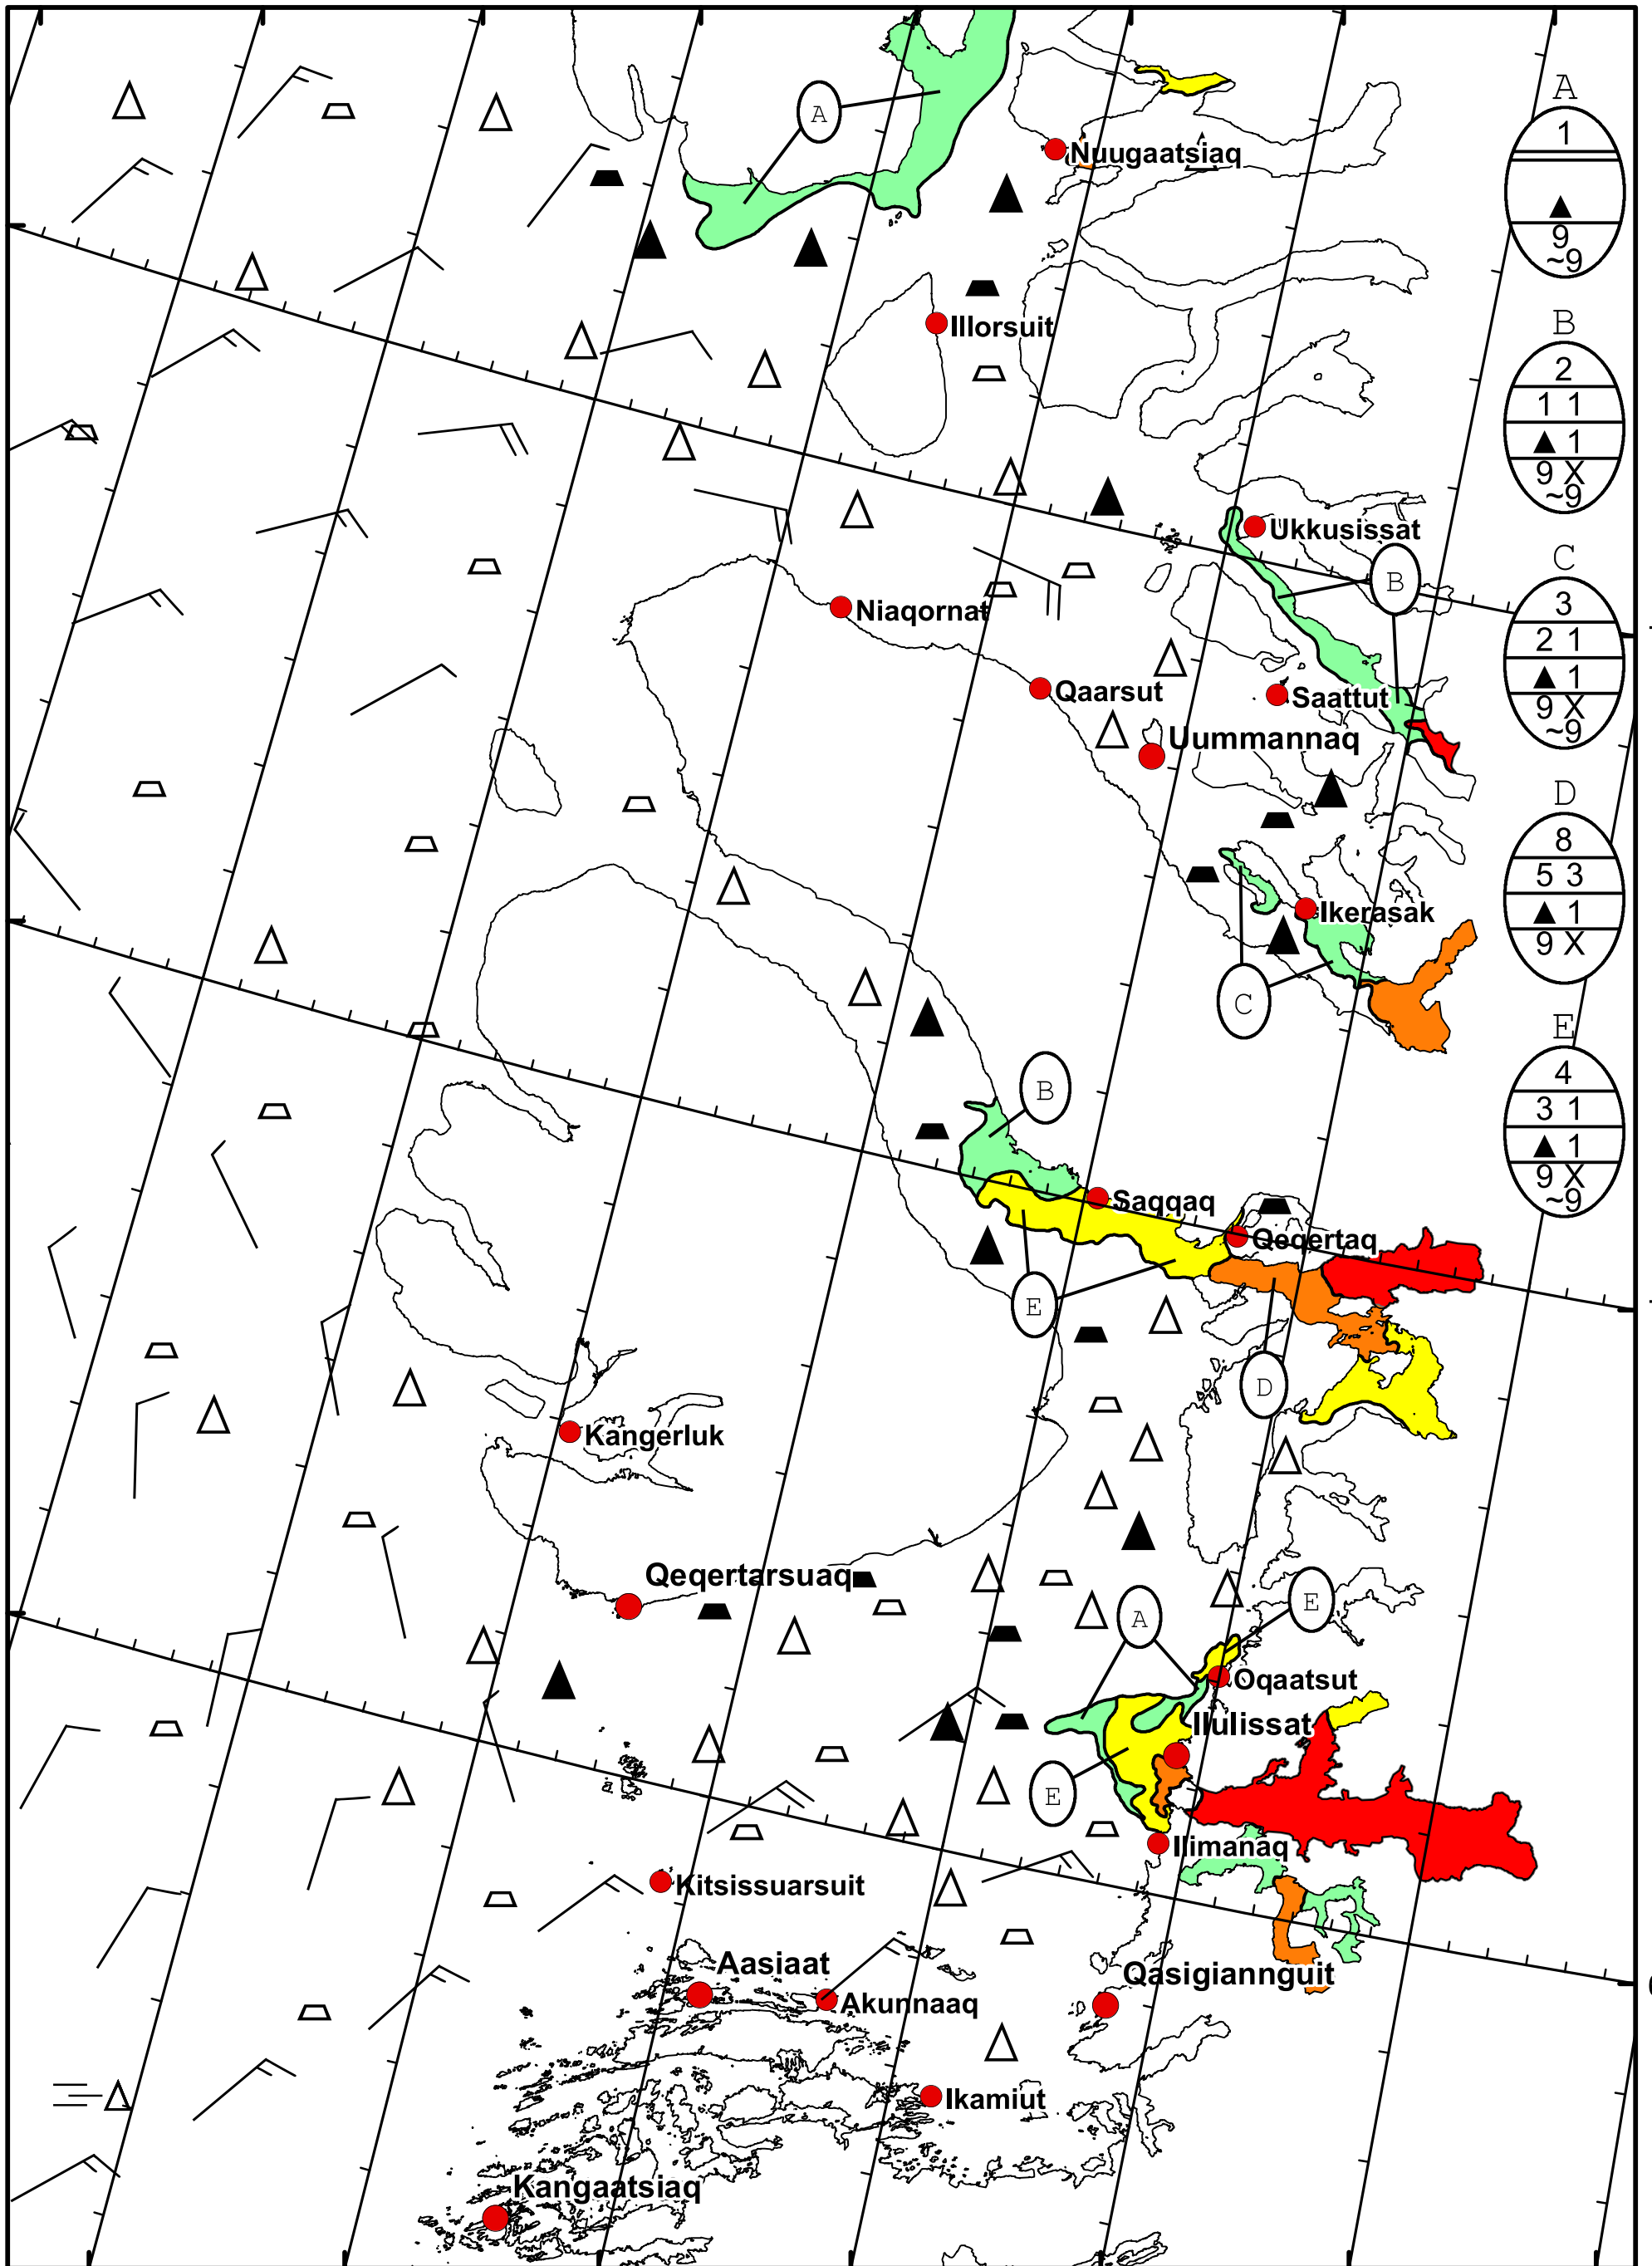 A
A
1
Nuugaatsiaq
▲
9
~9
Illorsuit
B
2
1 1
▲ 1
9 X
~9
Ukkusissat
B
Niaqornat
C
3
2 1
▲ 1
9 X
~9
Qaarsut
Saattut
Uummannaq
D
8
5 3
▲ 1
9 X
Ikerasak
C
E
4
3 1
▲ 1
9 X
~9
B
Saqqaq
Qeqertaq
E
D
Kangerluk
Qeqertarsuaq
A
E
Oqaatsut
Ilulissat
E
Ilimanaq
Kitsissuarsuit
Aasiaat
Qasigiannguit
Akunnaaq
Ikamiut
Kangaatsiaq